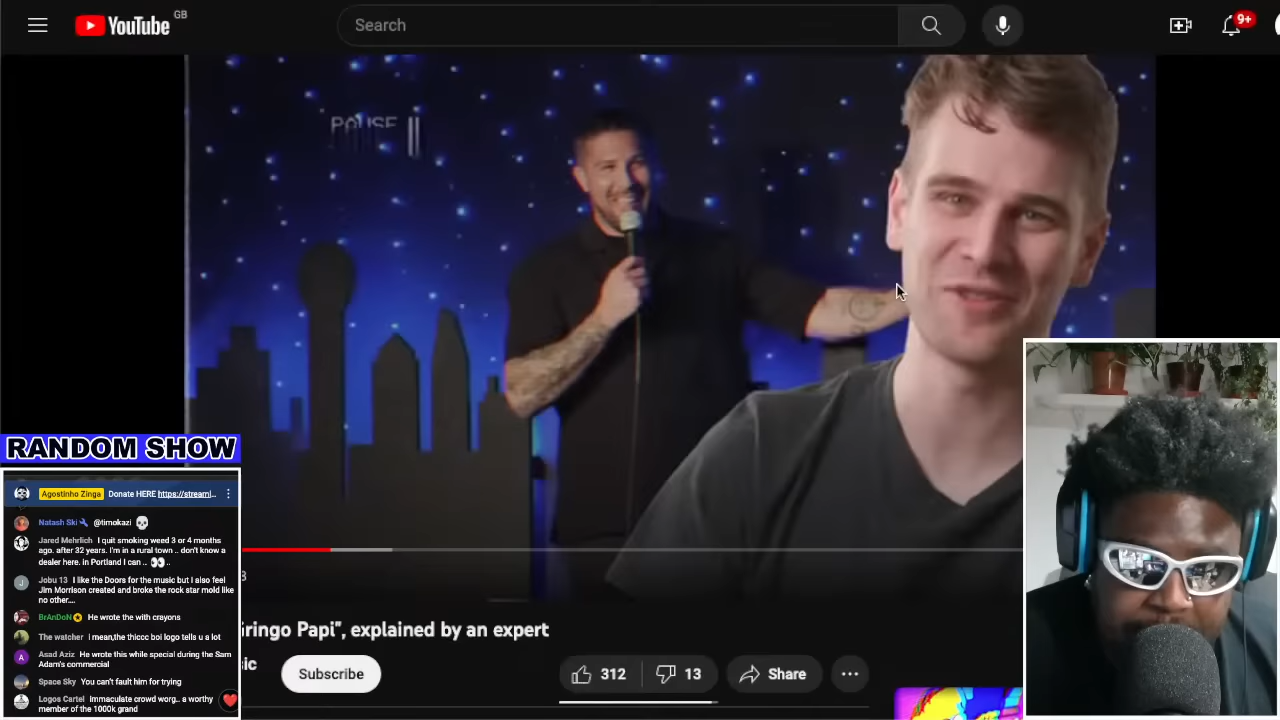 YouTube GB
Search
9+
PAUSE
RANDOM SHOW
Agostinho Zinga Donate HERE https://streaml...
Natash Ski @timokazi
Jared Mehrlich I quit smoking weed 3 or 4 months
ago. after 32 years. I'm in a rural town .. don't know a
dealer here. in Portland I can .. ..
Jobu 13 I like the Doors for the music but I also feel
Jim Morrison created and broke the rock star mold like
no other....
BrAnDoN He wrote the with crayons
The watcher I mean,the thiccc boi logo tells u a lot
Asad Aziz He wrote this while special during the Sam
Adam's commercial
Space Sky You can't fault him for trying
Logos Cartel Immaculate crowd worg.. a worthy
member of the 1000k grand
Gringo Papi", explained by an expert
ic
Subscribe
312
13
Share